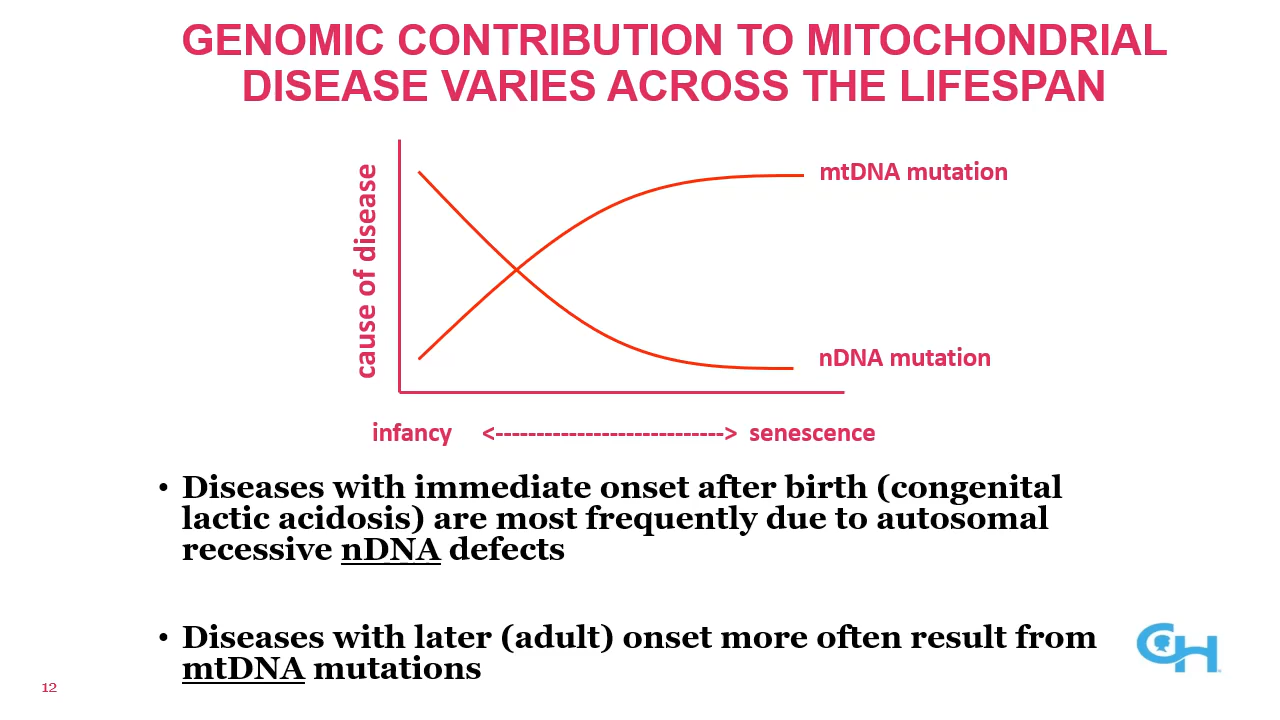 GENOMIC CONTRIBUTION TO MITOCHONDRIAL
DISEASE VARIES ACROSS THE LIFESPAN
cause of disease
mtDNA mutation
nDNA mutation
infancy <----------------------------> senescence
• Diseases with immediate onset after birth (congenital
lactic acidosis) are most frequently due to autosomal
recessive nDNA defects
• Diseases with later (adult) onset more often result from
mtDNA mutations
CH
12